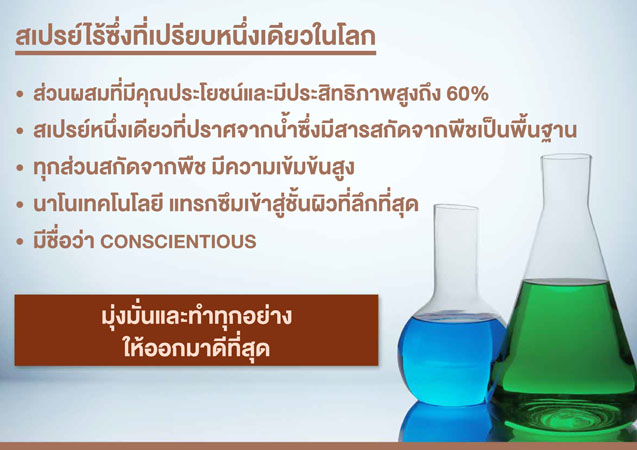 สเปรย์ไร้ซึ่งที่เปรียบหนึ่งเดียวในโลก
• ส่วนผสมที่มีคุณประโยชน์และมีประสิทธิภาพสูงถึง 60%
• สเปรย์หนึ่งเดียวที่ปราศจากน้ำซึ่งมีสารสกัดจากพืชเป็นพื้นฐาน
• ทุกส่วนสกัดจากพืช มีความเข้มข้นสูง
• นาโนเทคโนโลยี แทรกซึมเข้าสู่ชั้นผิวที่ลึกที่สุด
• มีชื่อว่า CONSCIENTIOUS
มุ่งมั่นและทำทุกอย่าง
ให้ออกมาดีที่สุด